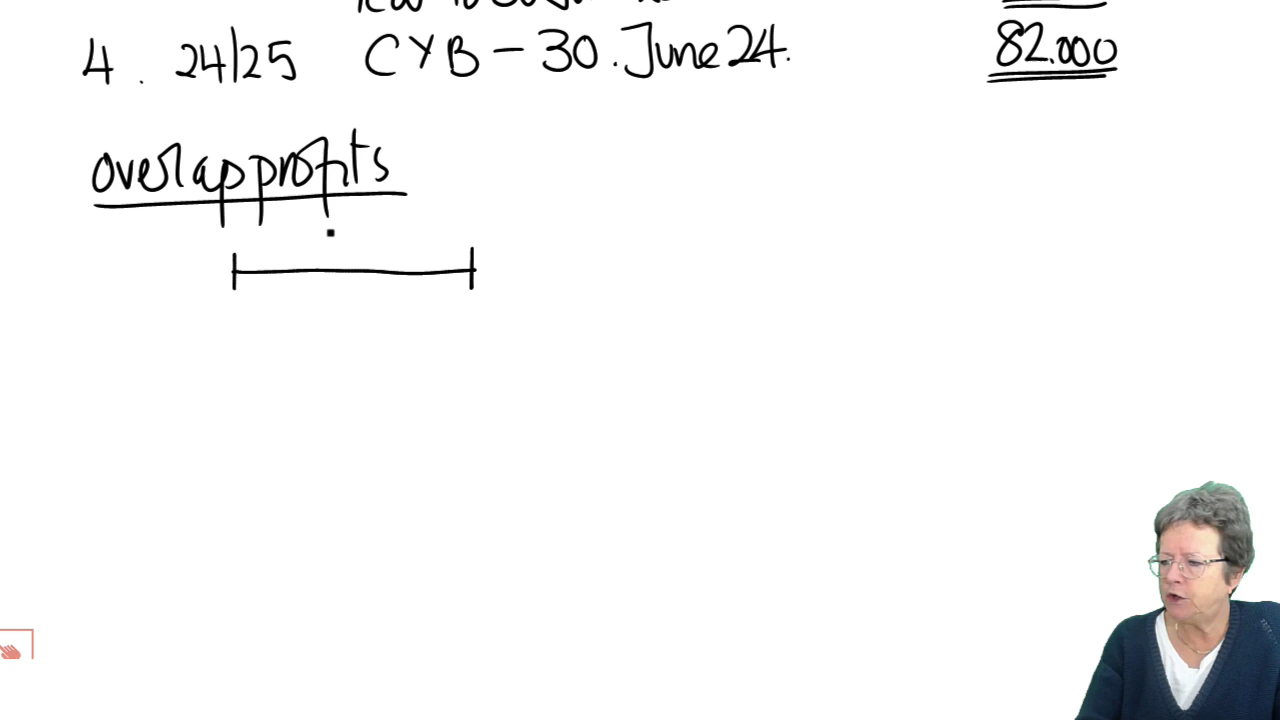 4. 24/25 CYB - 30.June 24. 82.000
overlap profits